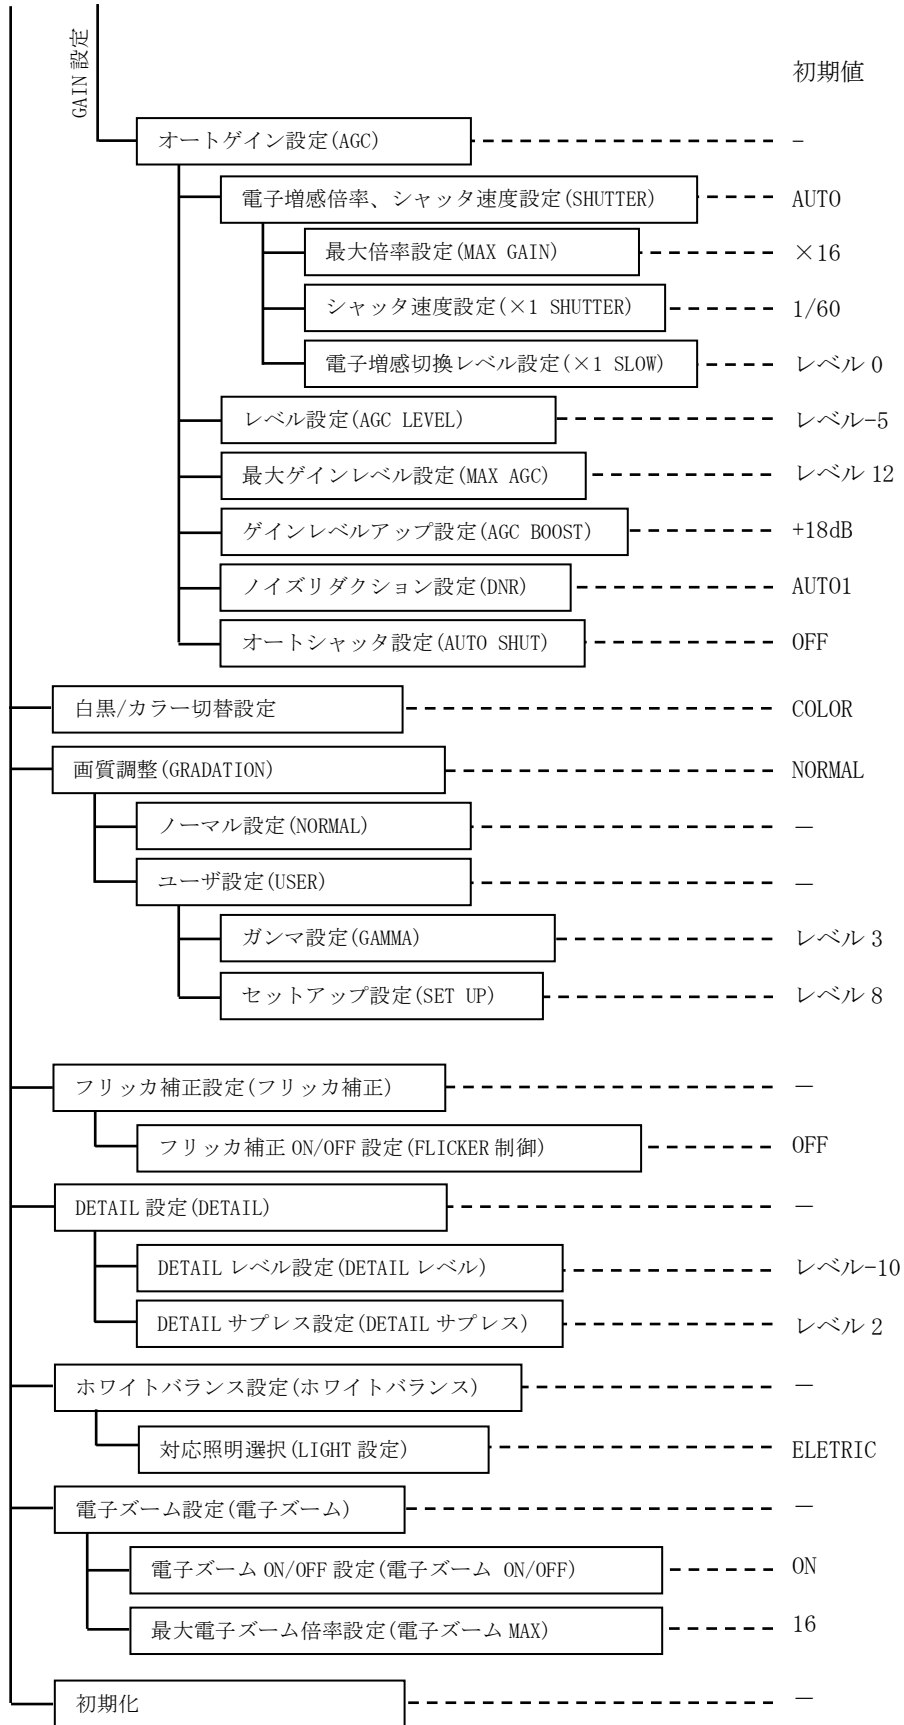 GAIN 設定
初期値
オートゲイン設定(AGC) -
電子増感倍率、シャッタ速度設定(SHUTTER) AUTO
最大倍率設定(MAX GAIN) ×16
シャッタ速度設定(×1 SHUTTER) 1/60
電子増感切換レベル設定(×1 SLOW) レベル 0
レベル設定(AGC LEVEL) レベル-5
最大ゲインレベル設定(MAX AGC) レベル 12
ゲインレベルアップ設定(AGC BOOST) +18dB
ノイズリダクション設定(DNR) AUTO1
オートシャッタ設定(AUTO SHUT) OFF
白黒/カラー切替設定 COLOR
画質調整(GRADATION) NORMAL
ノーマル設定(NORMAL) －
ユーザ設定(USER) －
ガンマ設定(GAMMA) レベル 3
セットアップ設定(SET UP) レベル 8
フリッカ補正設定(フリッカ補正) －
フリッカ補正 ON/OFF 設定(FLICKER 制御) OFF
DETAIL 設定(DETAIL) －
DETAIL レベル設定(DETAIL レベル) レベル-10
DETAIL サプレス設定(DETAIL サプレス) レベル 2
ホワイトバランス設定(ホワイトバランス) －
対応照明選択(LIGHT 設定) ELETRIC
電子ズーム設定(電子ズーム) －
電子ズーム ON/OFF 設定(電子ズーム ON/OFF) ON
最大電子ズーム倍率設定(電子ズーム MAX) 16
初期化 －